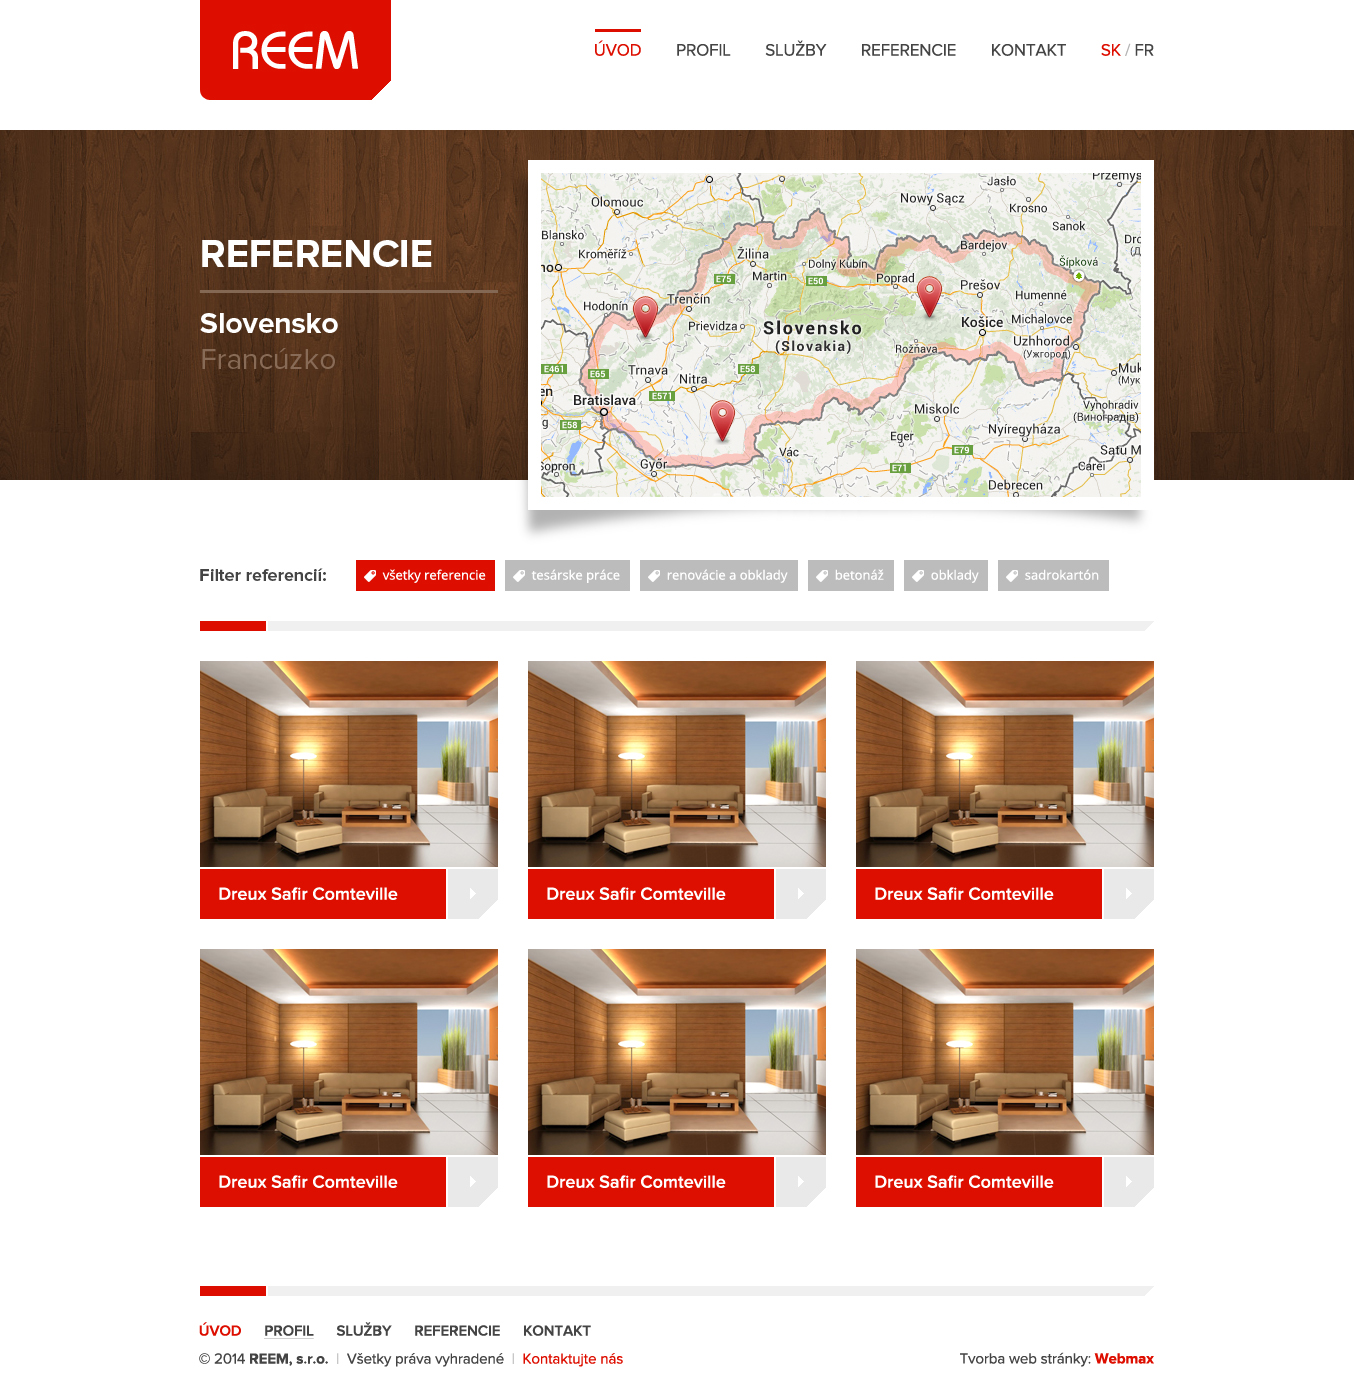 REEM
ÚVOD PROFIL SLUŽBY REFERENCIE KONTAKT SK / FR
REFERENCIE
Slovensko
Francúzko
Olomouc
Nowy Sącz
Jasło
Przemyś
Krosno
Sanok
Blansko
Kroměříž
Žilina
Dolný Kubín
Bardejov
Šípková
Martin
Poprad
Prešov
E75
E50
Hodonín
Trenčín
Humenné
Prievidza
Slovensko
(Slovakia)
Košice
Michalovce
Rožňava
Uzhhorod
(Ужгород)
E461
E65
Trnava
Nitra
E58
E571
Bratislava
E58
Miskolc
Vynohradiv
(Виноградів)
Eger
Nyíregyháza
E79
Vác
Győr
E71
Satu M
Carei
Debrecen
Filter referencií: všetky referencie tesárske práce renovácie a obklady betonáž obklady sadrokartón
Dreux Safir Comteville Dreux Safir Comteville Dreux Safir Comteville
Dreux Safir Comteville Dreux Safir Comteville Dreux Safir Comteville
ÚVOD PROFIL SLUŽBY REFERENCIE KONTAKT
© 2014 REEM, s.r.o. | Všetky práva vyhradené | Kontaktujte nás Tvorba web stránky: Webmax